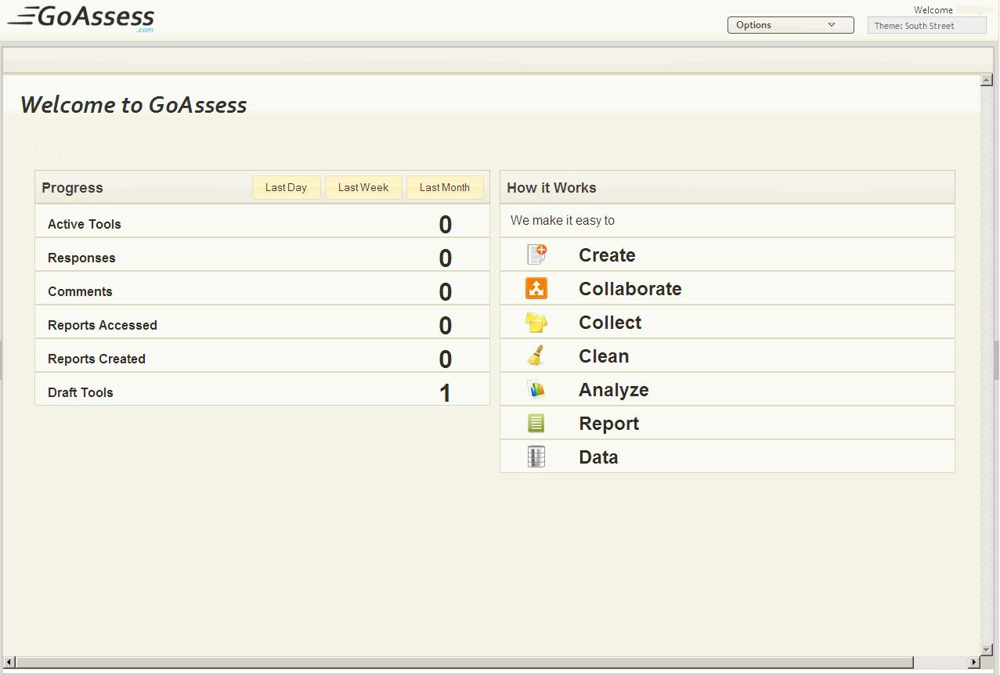 GoAssess
.com
Welcome
Options
Theme: South Street
Welcome to GoAssess
Progress
Last Day
Last Week
Last Month
Active Tools 0
Responses 0
Comments 0
Reports Accessed 0
Reports Created 0
Draft Tools 1
How it Works
We make it easy to
Create
Collaborate
Collect
Clean
Analyze
Report
Data